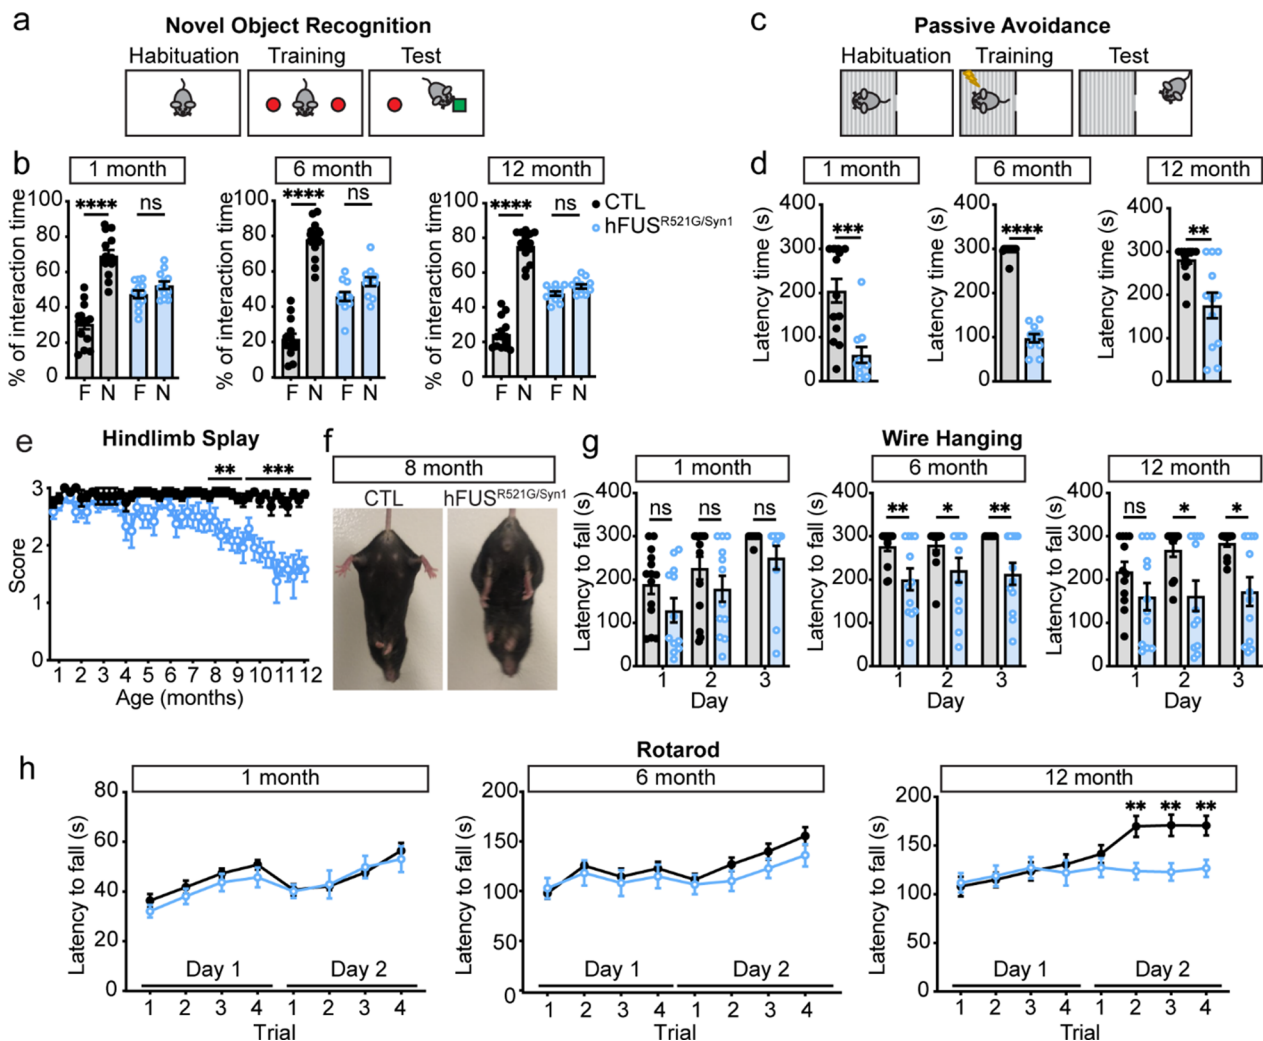 a
Novel Object Recognition
Habituation Training Test
c
Passive Avoidance
Habituation Training Test
b
1 month
6 month
12 month
% of interaction time
100
80
60
40
20
0
**** ns
F N F N
% of interaction time
100
80
60
40
20
0
**** ns
F N F N
% of interaction time
100
80
60
40
20
0
**** ns
F N F N
CTL
hFUSR521G/Syn1
d
1 month
6 month
12 month
Latency time (s)
400
300
200
100
0
***
Latency time (s)
400
300
200
100
0
****
Latency time (s)
400
300
200
100
0
**
e
Hindlimb Splay
Score
3
2
1
0
** ***
1 2 3 4 5 6 7 8 9 10 11 12
Age (months)
f
8 month
CTL hFUSR521G/Syn1
g
Wire Hanging
1 month
6 month
12 month
Latency to fall (s)
400
300
200
100
0
ns ns ns
1 2 3
Day
Latency to fall (s)
400
300
200
100
0
** * **
1 2 3
Day
Latency to fall (s)
400
300
200
100
0
ns * *
1 2 3
Day
h
Rotarod
1 month
6 month
12 month
Latency to fall (s)
80
60
40
20
0
Day 1 Day 2
1 2 3 4 1 2 3 4
Trial
Latency to fall (s)
200
150
100
50
0
Day 1 Day 2
1 2 3 4 1 2 3 4
Trial
Latency to fall (s)
200
150
100
50
0
** ** **
Day 1 Day 2
1 2 3 4 1 2 3 4
Trial